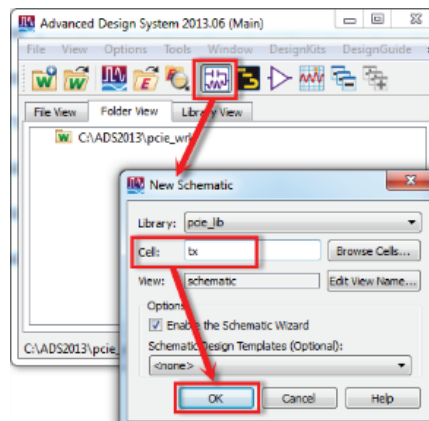 Advanced Design System 2013.06 (Main)
File View Options Tools Window DesignKits DesignGuide
File View Folder View Library View
C:\ADS2013\pcie_wrk
New Schematic
Library: pcie_lib
Cell: tx Browse Cells...
View: schematic Edit View Name...
Options
Enable the Schematic Wizard
Schematic Design Templates (Optional):
<none>
C:\ADS2013\pcie_
OK Cancel Help